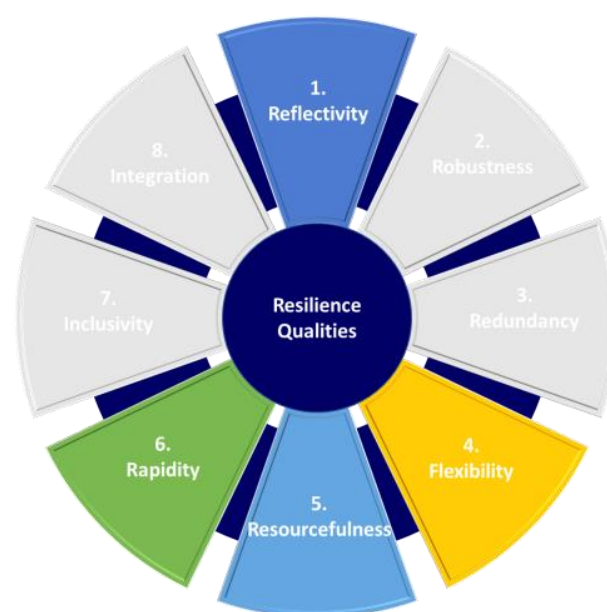 1.
Reflectivity
2.
Robustness
3.
Redundancy
4.
Flexibility
5.
Resourcefulness
6.
Rapidity
7.
Inclusivity
8.
Integration
Resilience
Qualities